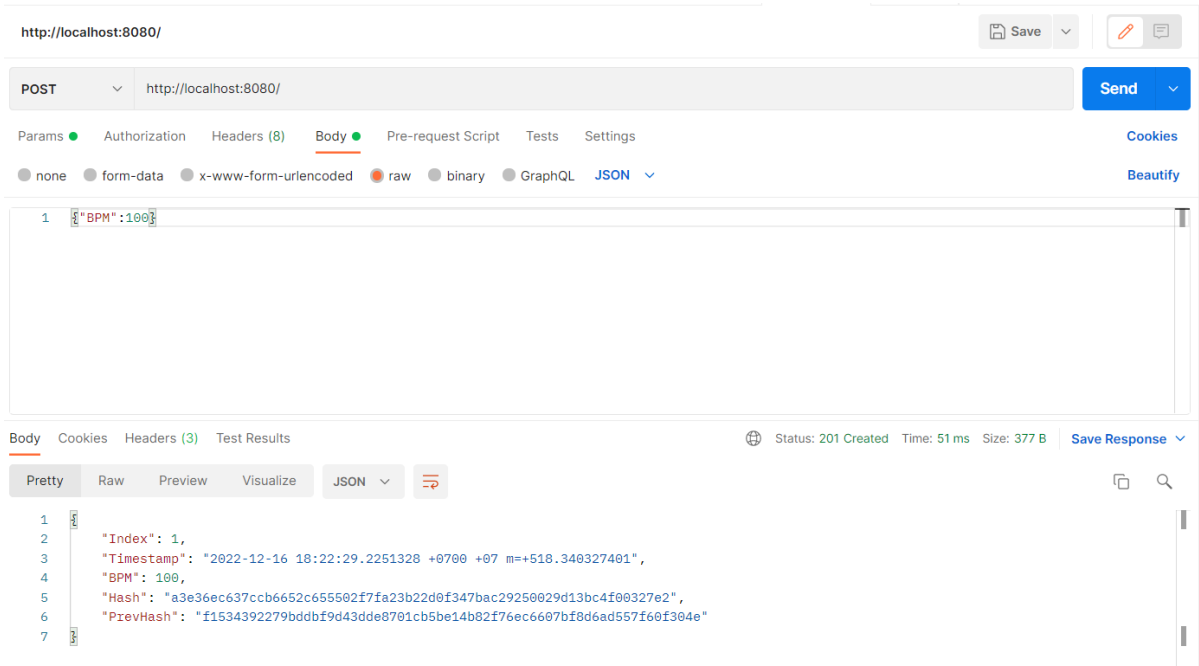 http://localhost:8080/
Save
POST
http://localhost:8080/
Send
Params Authorization Headers (8) Body Pre-request Script Tests Settings Cookies
none form-data x-www-form-urlencoded raw binary GraphQL JSON Beautify
1 {"BPM":100}
Body Cookies Headers (3) Test Results Status: 201 Created Time: 51 ms Size: 377 B Save Response
Pretty Raw Preview Visualize JSON
1 {
2 "Index": 1,
3 "Timestamp": "2022-12-16 18:22:29.2251328 +0700 +07 m=+518.340327401",
4 "BPM": 100,
5 "Hash": "a3e36ec637ccb6652c655502f7fa23b22d0f347bac29250029d13bc4f00327e2",
6 "PrevHash": "f1534392279bddbf9d43dde8701cb5be14b82f76ec6607bf8d6ad557f60f304e"
7 }